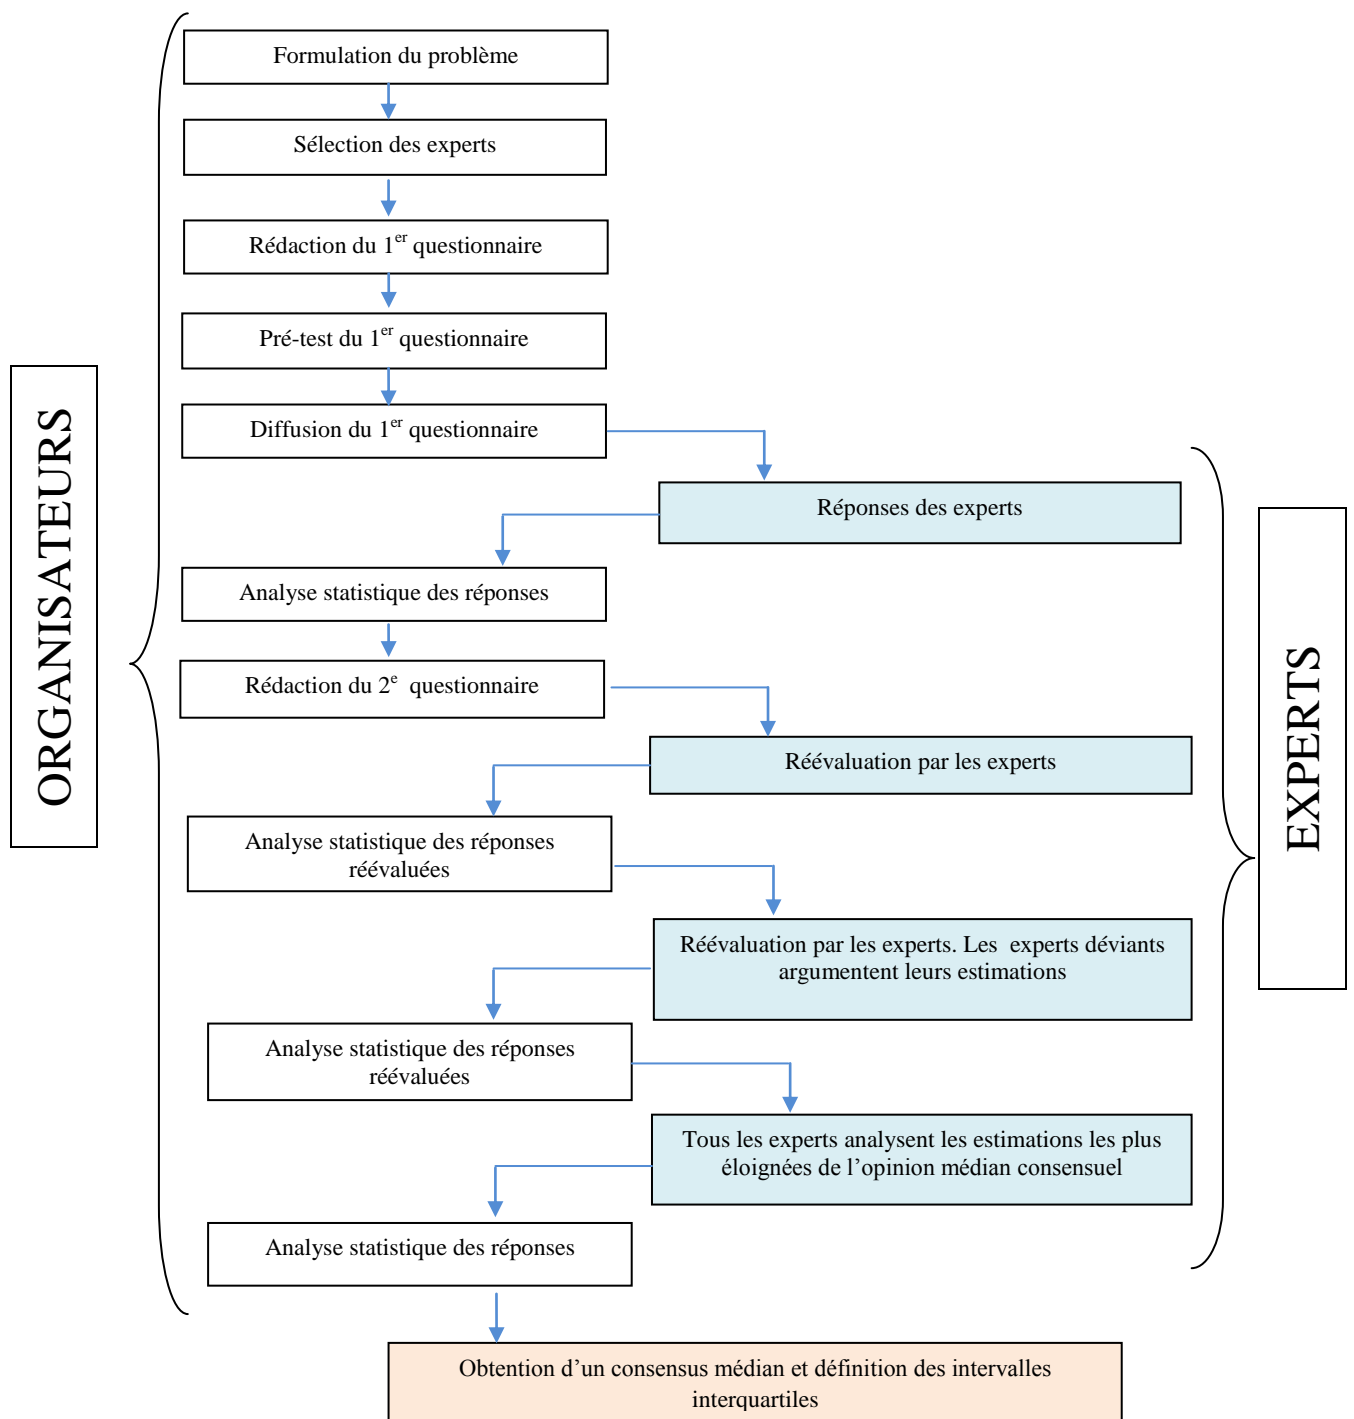 Formulation du problème
Sélection des experts
Rédaction du 1er questionnaire
Pré-test du 1er questionnaire
Diffusion du 1er questionnaire
ORGANISATEURS
Réponses des experts
Analyse statistique des réponses
Rédaction du 2e questionnaire
EXPERTS
Réévaluation par les experts
Analyse statistique des réponses
réévaluées
Réévaluation par les experts. Les experts déviants
argumentent leurs estimations
Analyse statistique des réponses
réévaluées
Tous les experts analysent les estimations les plus
éloignées de l’opinion médian consensuel
Analyse statistique des réponses
Obtention d’un consensus médian et définition des intervalles
interquartiles